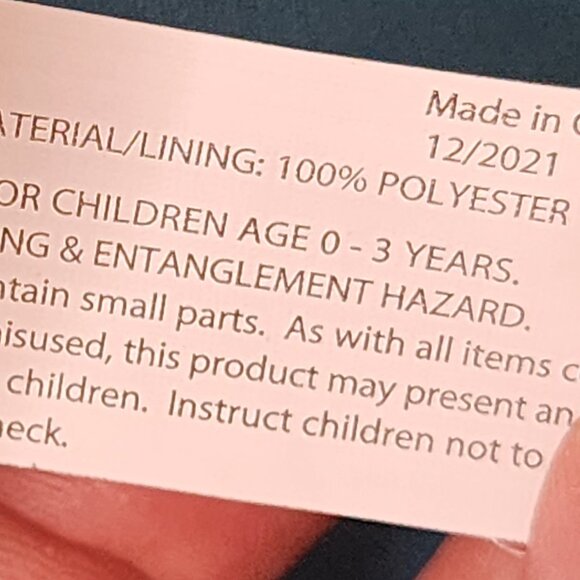 Made in
12/2021
ATERIAL/LINING: 100% POLYESTER
OR CHILDREN AGE 0 - 3 YEARS.
NG & ENTANGLEMENT HAZARD.
ntain small parts. As with all items c
isused, this product may present an
children. Instruct children not to
neck.